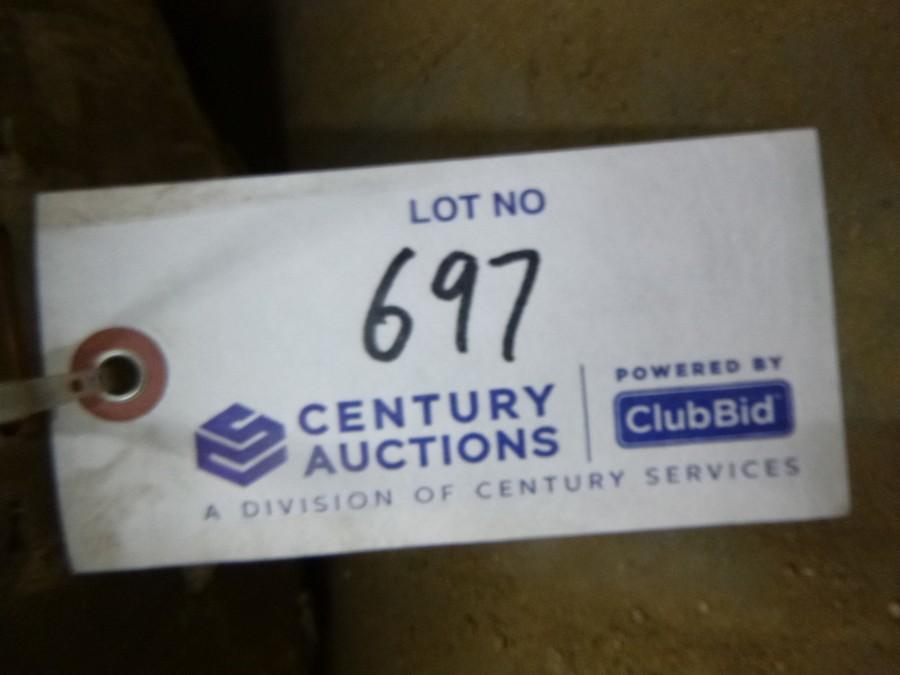 LOT NO
697
CENTURY
AUCTIONS
A DIVISION OF CENTURY SERVICES
POWERED BY
ClubBid